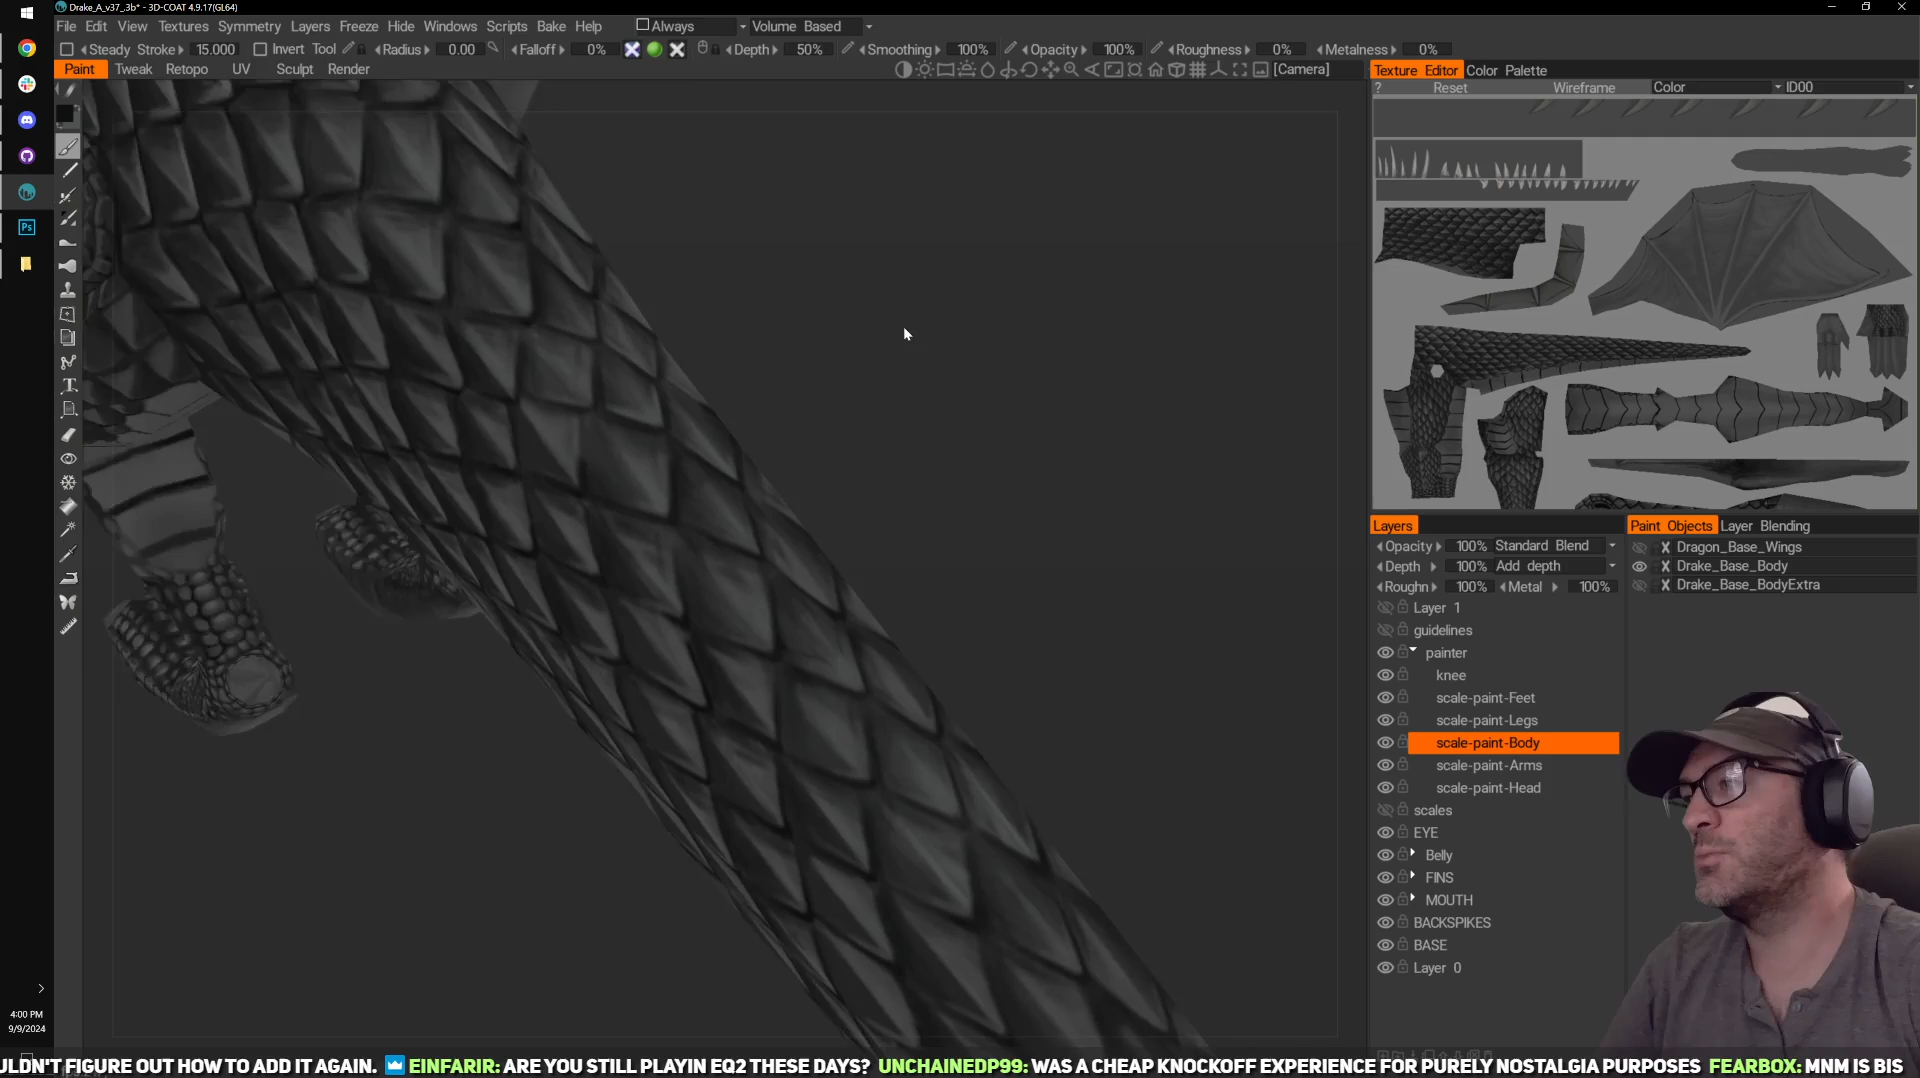 Drake_A_v37_.3b* - 3D-COAT 4.9.17(GL64)
File Edit View Textures Symmetry Layers Freeze Hide Windows Scripts Bake Help Always Volume Based
Steady Stroke 15.000 Invert Tool Radius 0.00 Falloff 0% Depth 50% Smoothing 100% Opacity 100% Roughness 0% Metalness 0%
Paint Tweak Retopo UV Sculpt Render [Camera]
Texture Editor Color Palette
? Reset Wireframe Color ID00
Layers
Opacity 100% Standard Blend
Depth 100% Add depth
Roughn 100% Metal 100%
Layer 1
guidelines
painter
knee
scale-paint-Feet
scale-paint-Legs
scale-paint-Body
scale-paint-Arms
scale-paint-Head
scales
EYE
Belly
FINS
MOUTH
BACKSPIKES
BASE
Layer 0
Paint Objects Layer Blending
X Dragon_Base_Wings
X Drake_Base_Body
X Drake_Base_BodyExtra
Ps
4:00 PM
9/9/2024
ULDN'T FIGURE OUT HOW TO ADD IT AGAIN. EINFARIR: ARE YOU STILL PLAYIN EQ2 THESE DAYS? UNCHAINEDP99: WAS A CHEAP KNOCKOFF EXPERIENCE FOR PURELY NOSTALGIA PURPOSES FEARBOX: MNM IS BIS